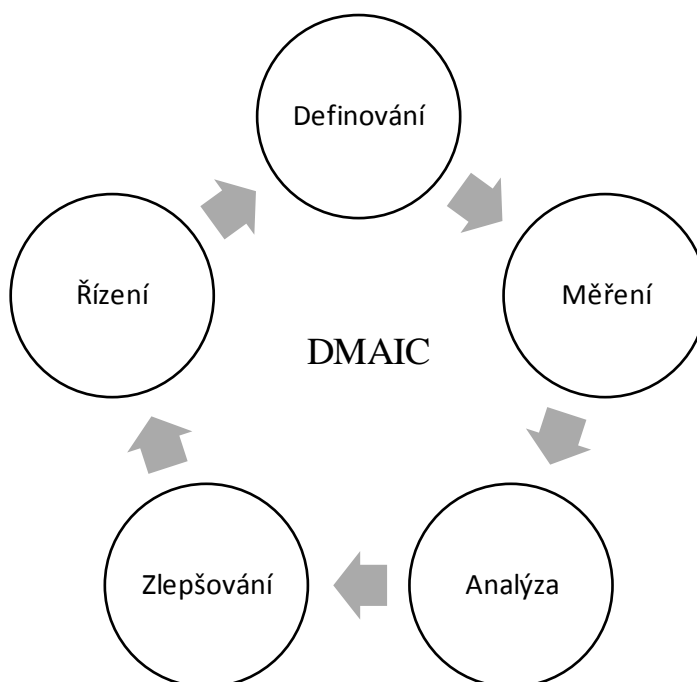 Definování
Řízení
Měření
DMAIC
Zlepšování
Analýza